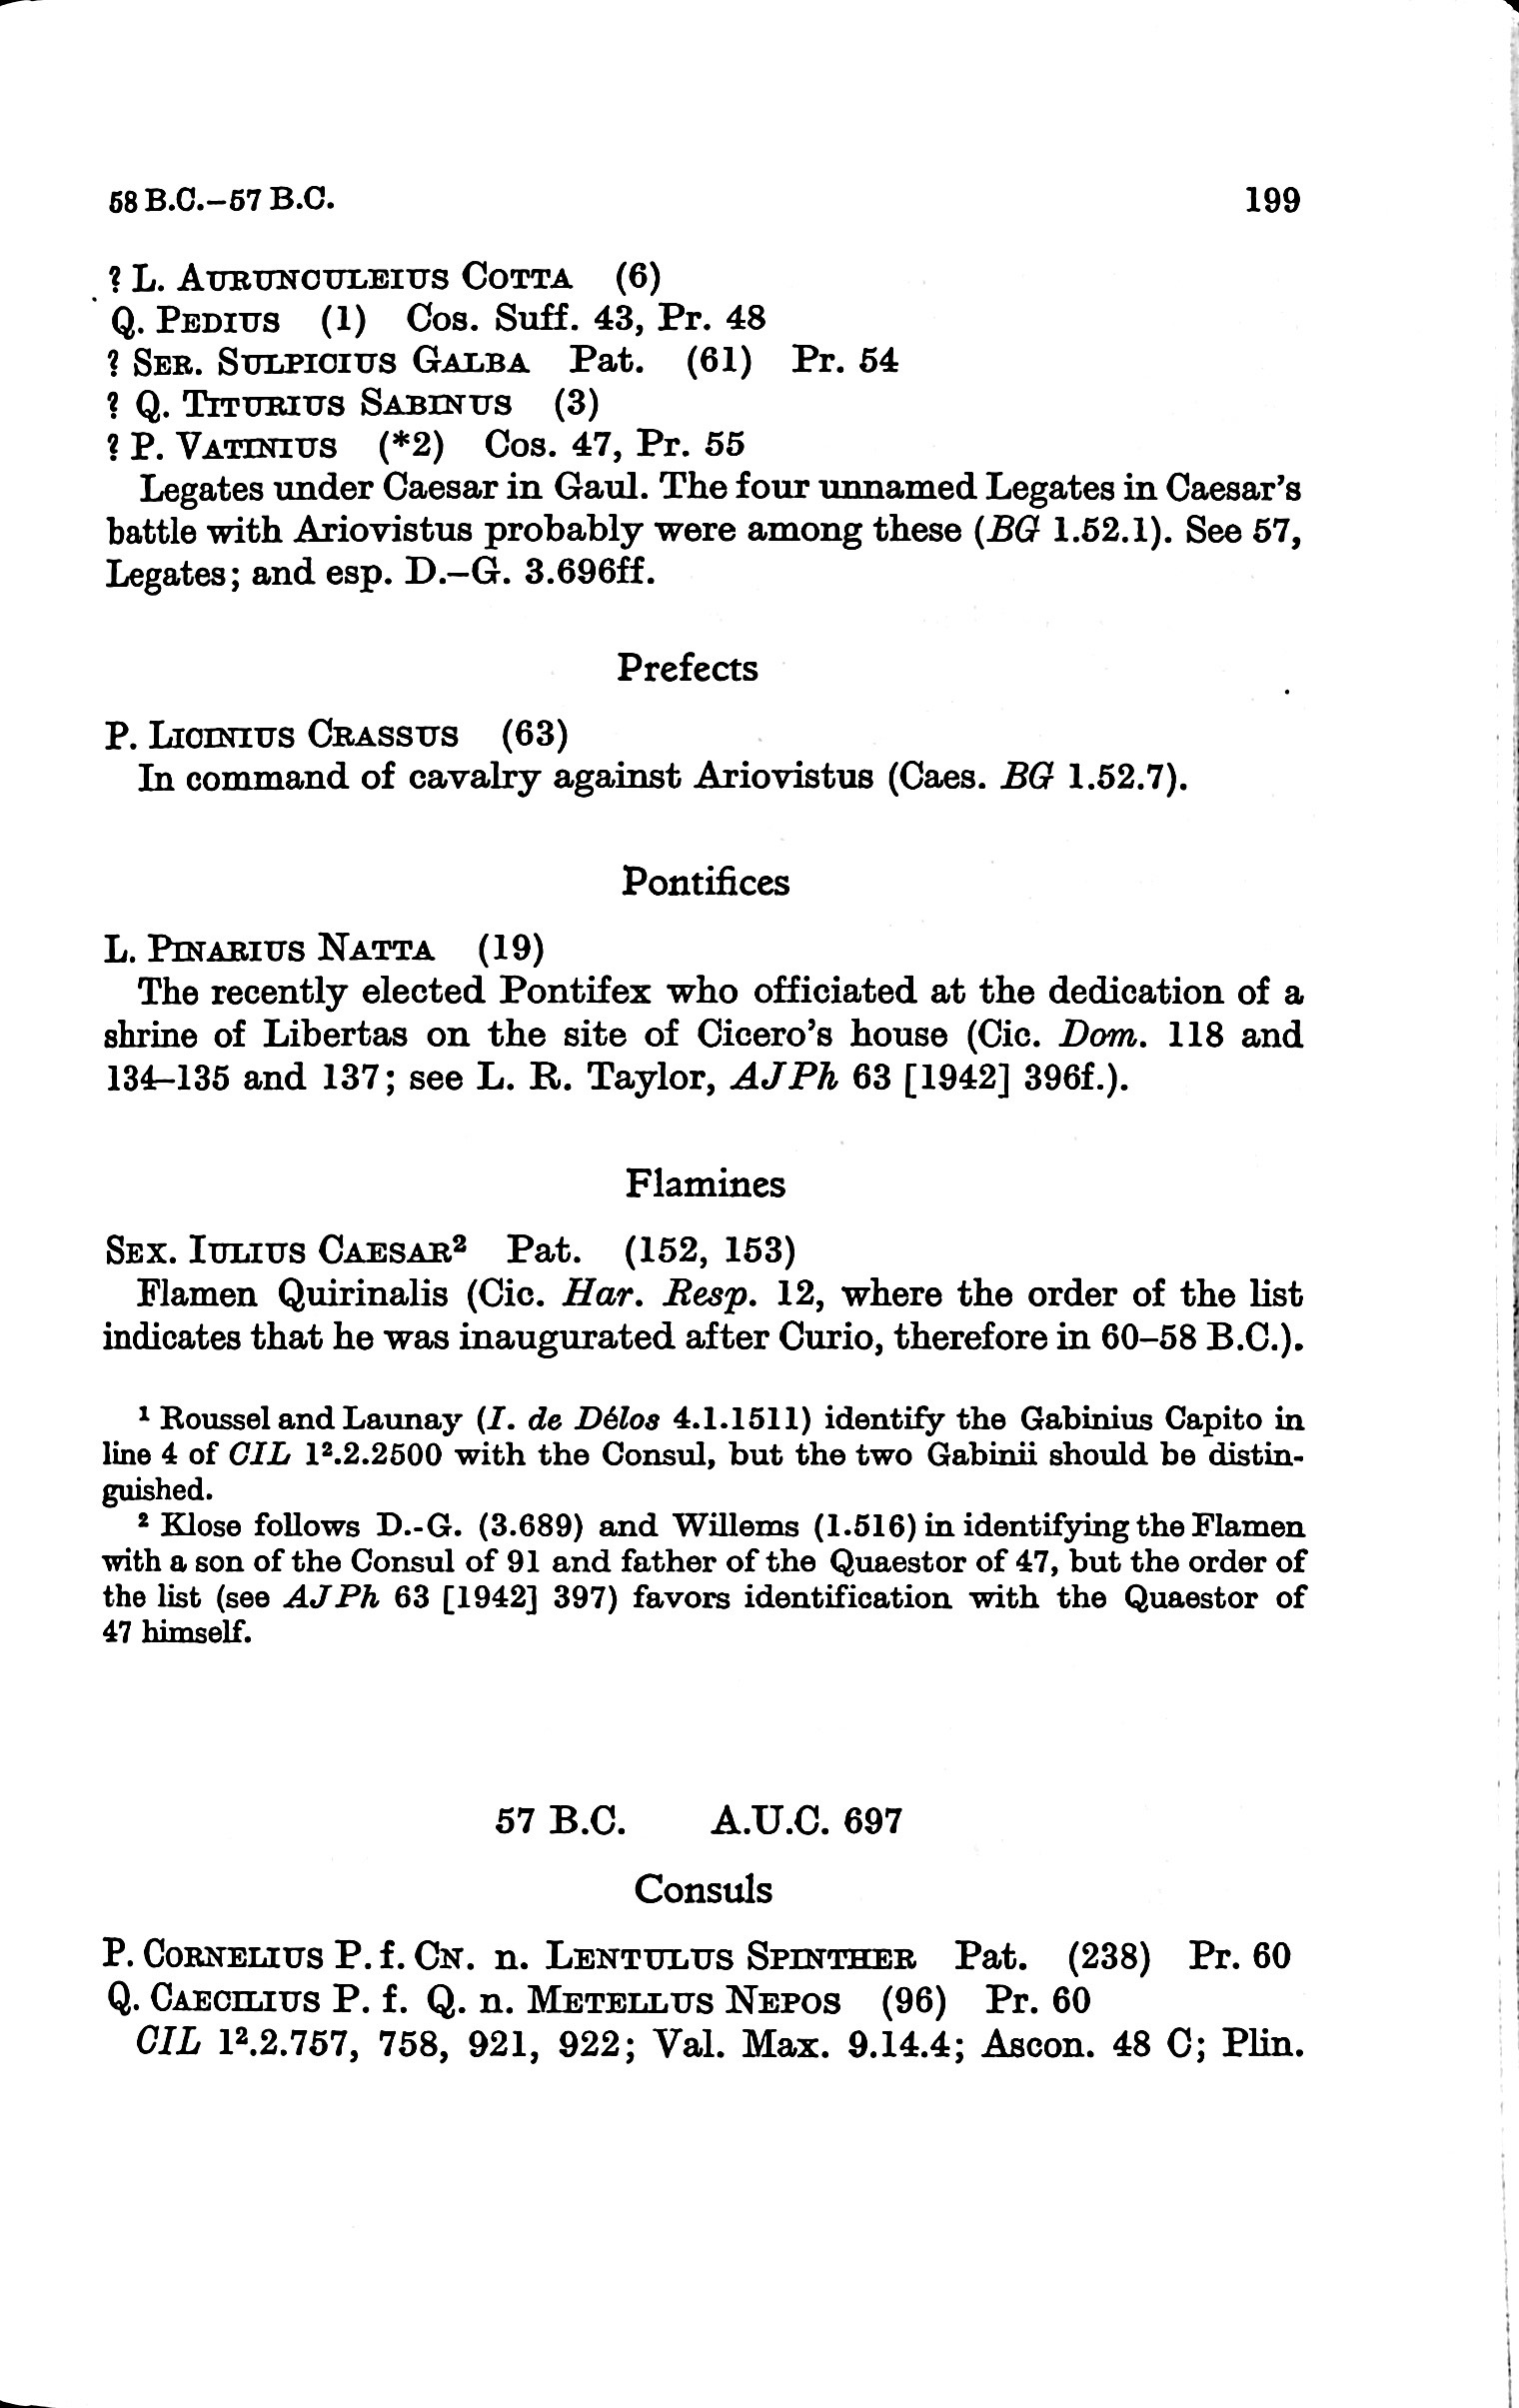 58 B.C.–57 B.C. 199
? L. AURUNCULEIUS COTTA (6)
Q. PEDIUS (1) Cos. Suff. 43, Pr. 48
? SER. SULPICIUS GALBA Pat. (61) Pr. 54
? Q. TITURIUS SABINUS (3)
? P. VATINIUS (*2) Cos. 47, Pr. 55
Legates under Caesar in Gaul. The four unnamed Legates in Caesar's
battle with Ariovistus probably were among these (BG 1.52.1). See 57,
Legates; and esp. D.–G. 3.696ff.
Prefects
P. LICINIUS CRASSUS (63)
In command of cavalry against Ariovistus (Caes. BG 1.52.7).
Pontifices
L. PINARIUS NATTA (19)
The recently elected Pontifex who officiated at the dedication of a
shrine of Libertas on the site of Cicero's house (Cic. Dom. 118 and
134–135 and 137; see L. R. Taylor, AJPh 63 [1942] 396f.).
Flamines
SEX. IULIUS CAESAR² Pat. (152, 153)
Flamen Quirinalis (Cic. Har. Resp. 12, where the order of the list
indicates that he was inaugurated after Curio, therefore in 60–58 B.C.).
¹ Roussel and Launay (I. de Délos 4.1.1511) identify the Gabinius Capito in
line 4 of CIL 1².2.2500 with the Consul, but the two Gabinii should be distin-
guished.
² Klose follows D.-G. (3.689) and Willems (1.516) in identifying the Flamen
with a son of the Consul of 91 and father of the Quaestor of 47, but the order of
the list (see AJPh 63 [1942] 397) favors identification with the Quaestor of
47 himself.
57 B.C. A.U.C. 697
Consuls
P. CORNELIUS P. f. CN. n. LENTULUS SPINTHER Pat. (238) Pr. 60
Q. CAECILIUS P. f. Q. n. METELLUS NEPOS (96) Pr. 60
CIL 1².2.757, 758, 921, 922; Val. Max. 9.14.4; Ascon. 48 C; Plin.